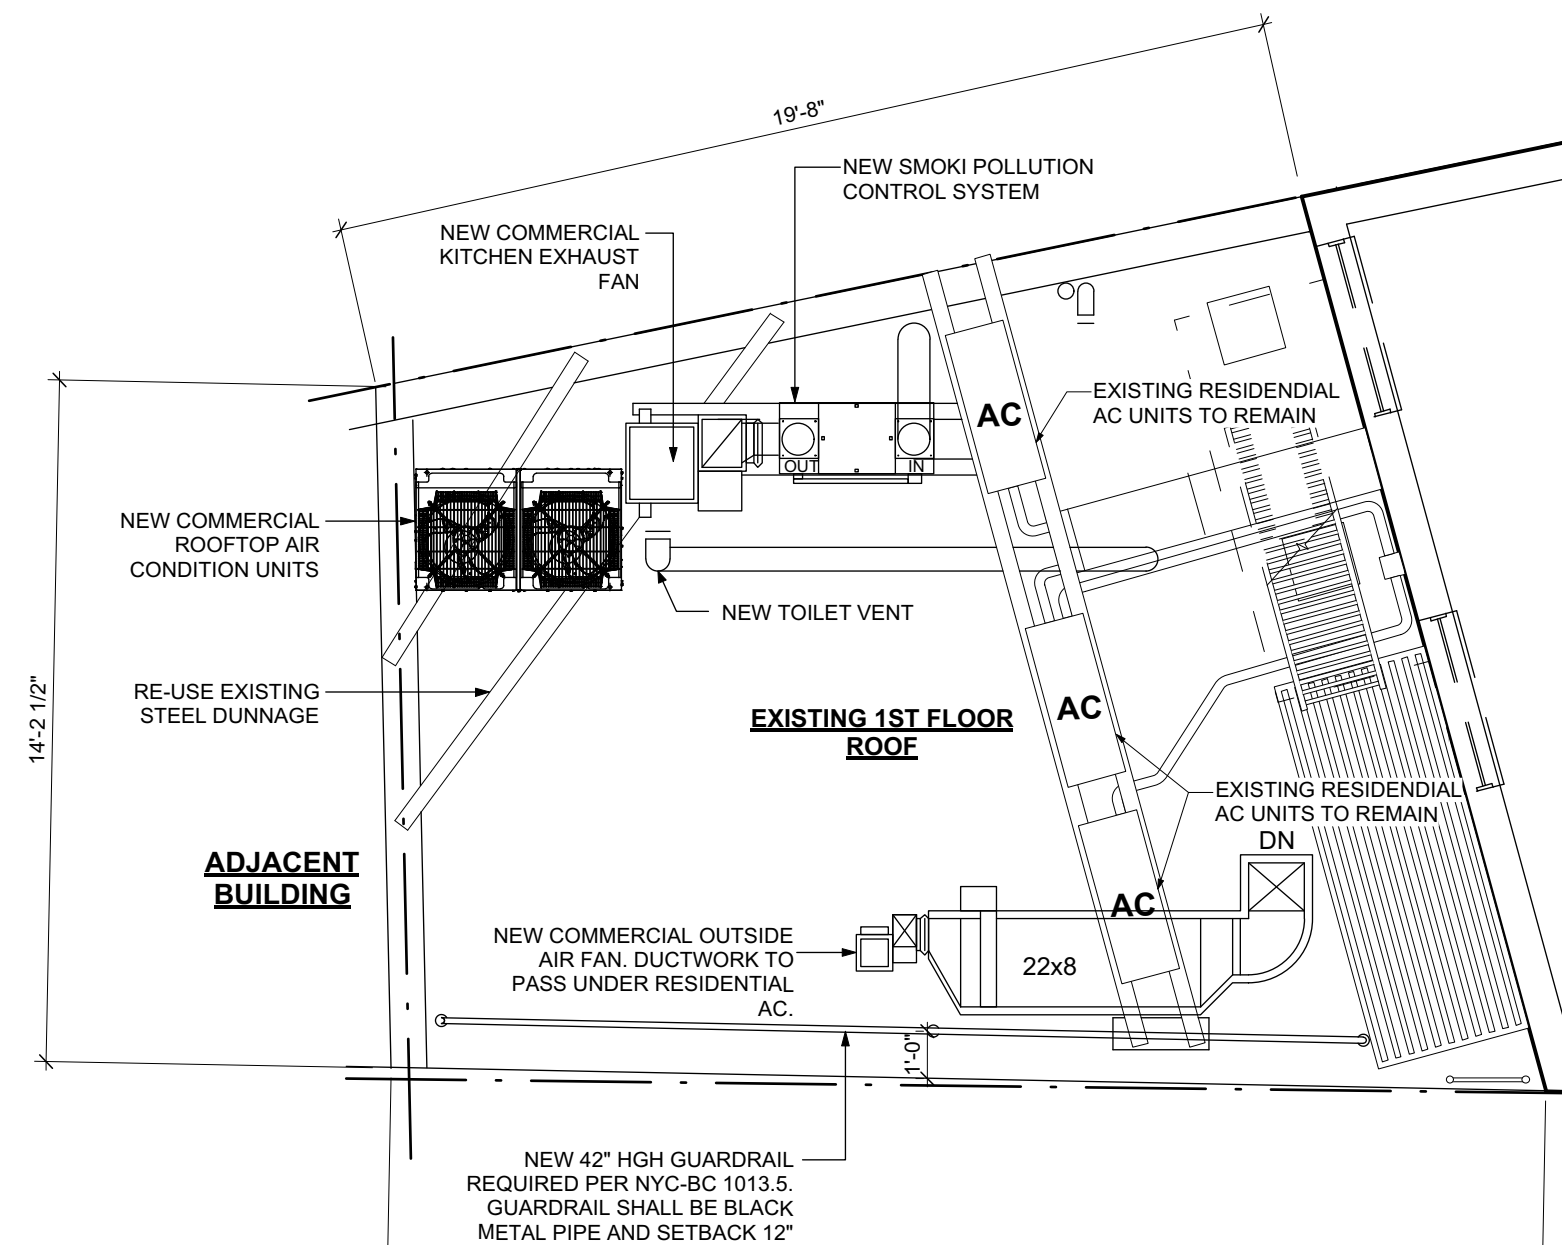 19'-8"
NEW SMOKI POLLUTION
CONTROL SYSTEM
NEW COMMERCIAL
KITCHEN EXHAUST
FAN
EXISTING RESIDENDIAL
AC UNITS TO REMAIN
AC
OUT
IN
NEW COMMERCIAL
ROOFTOP AIR
CONDITION UNITS
NEW TOILET VENT
RE-USE EXISTING
STEEL DUNNAGE
14'-2 1/2"
EXISTING 1ST FLOOR
ROOF
AC
EXISTING RESIDENDIAL
AC UNITS TO REMAIN
DN
ADJACENT
BUILDING
AC
NEW COMMERCIAL OUTSIDE
AIR FAN. DUCTWORK TO
PASS UNDER RESIDENTIAL
AC.
22x8
1'-0"
NEW 42" HGH GUARDRAIL
REQUIRED PER NYC-BC 1013.5.
GUARDRAIL SHALL BE BLACK
METAL PIPE AND SETBACK 12"